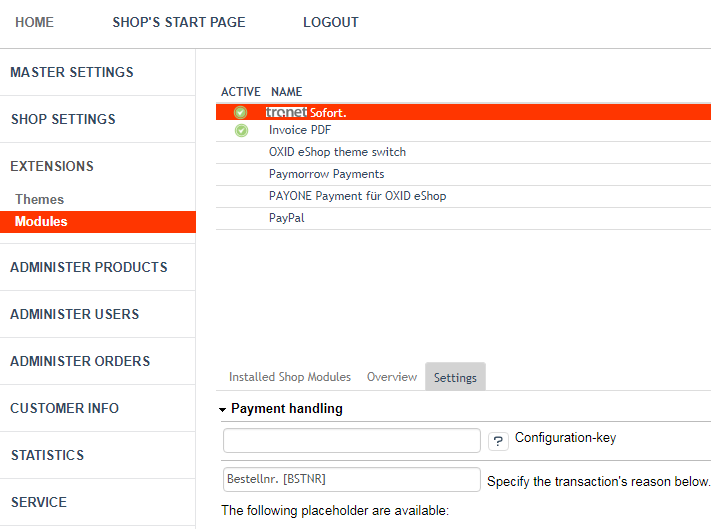 HOME SHOP'S START PAGE LOGOUT
MASTER SETTINGS
SHOP SETTINGS
EXTENSIONS
Themes
Modules
ADMINISTER PRODUCTS
ADMINISTER USERS
ADMINISTER ORDERS
CUSTOMER INFO
STATISTICS
SERVICE
ACTIVE NAME
tronet Sofort.
Invoice PDF
OXID eShop theme switch
Paymorrow Payments
PAYONE Payment für OXID eShop
PayPal
Installed Shop Modules Overview Settings
Payment handling
? Configuration-key
Bestellnr. [BSTNR] Specify the transaction's reason below.
The following placeholder are available: